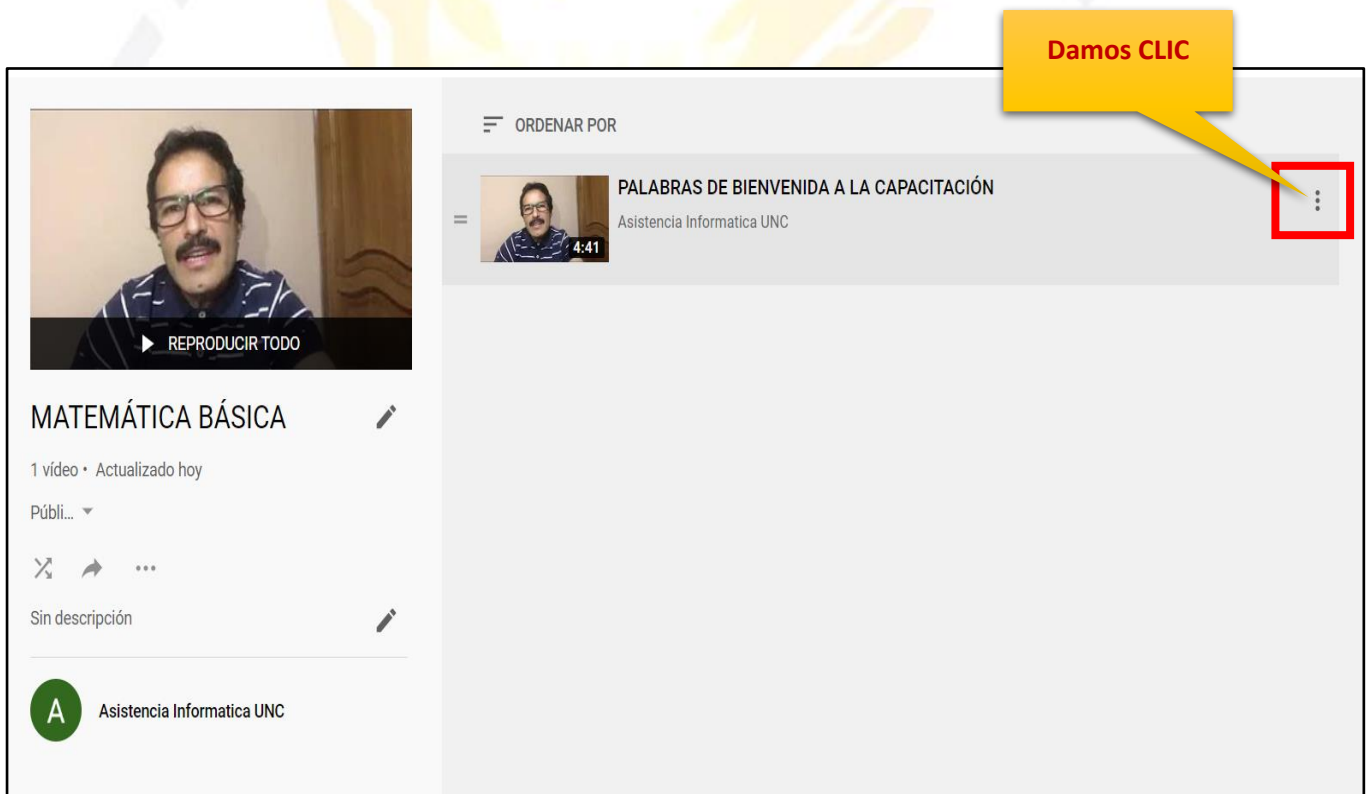 Damos CLIC
ORDENAR POR
PALABRAS DE BIENVENIDA A LA CAPACITACIÓN
Asistencia Informatica UNC
4:41
REPRODUCIR TODO
MATEMÁTICA BÁSICA
1 vídeo • Actualizado hoy
Públi...
Sin descripción
A
Asistencia Informatica UNC